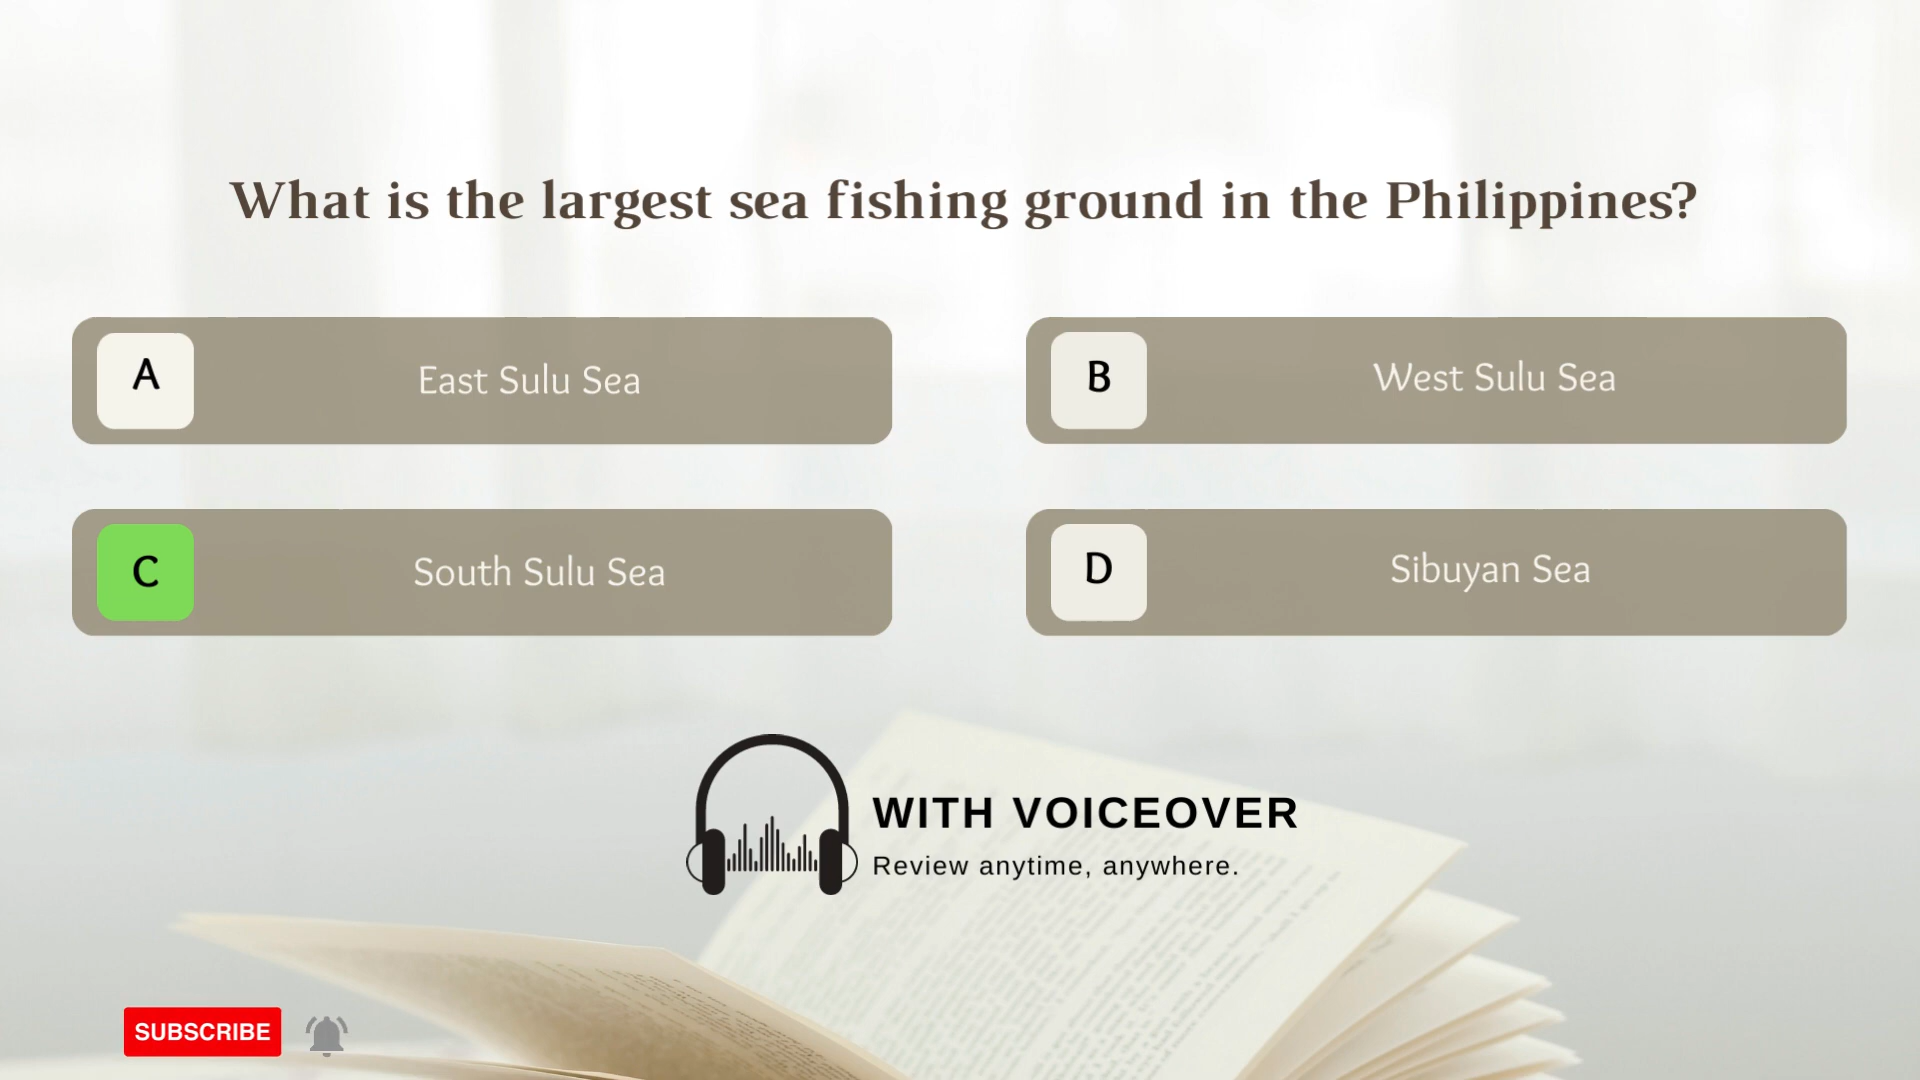 What is the largest sea fishing ground in the Philippines?
A East Sulu Sea
B West Sulu Sea
C South Sulu Sea
D Sibuyan Sea
WITH VOICEOVER
Review anytime, anywhere.
SUBSCRIBE